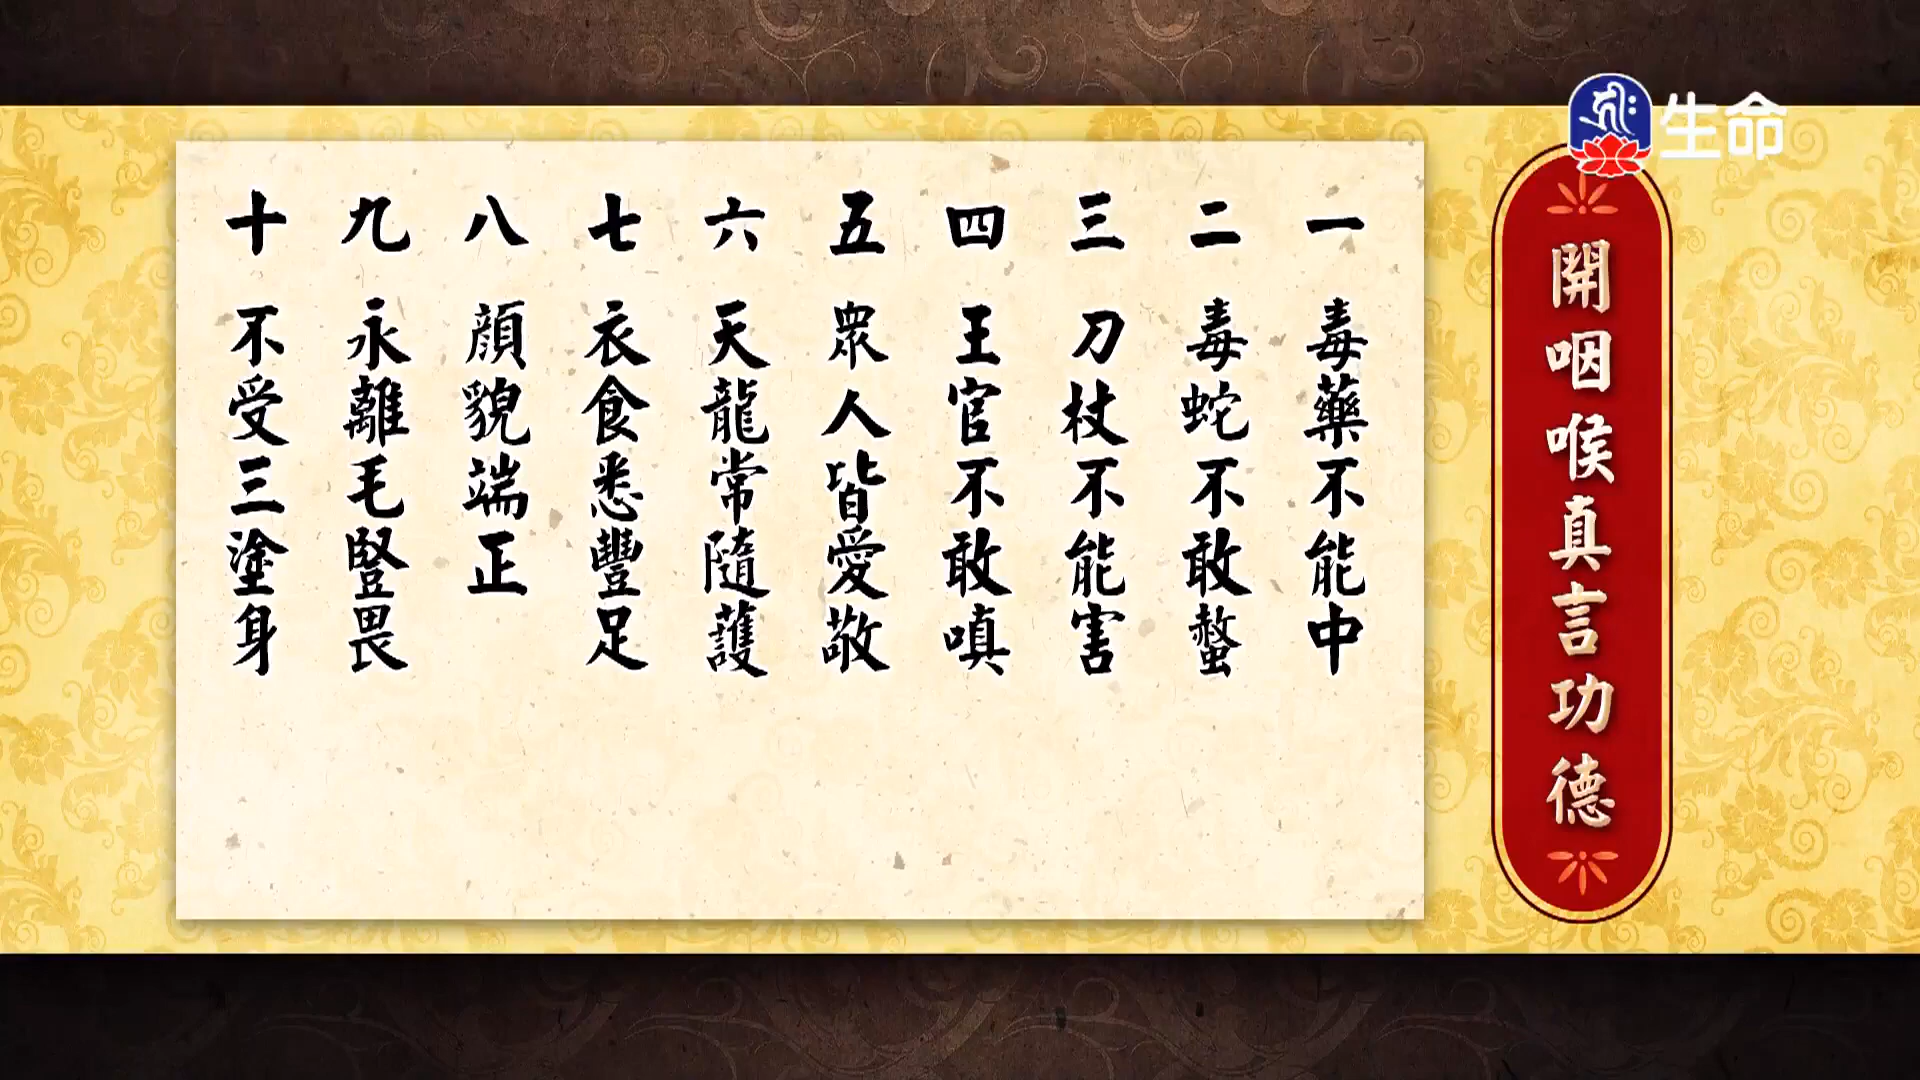 生命
開咽喉真言功德
一 毒藥不能中
二 毒蛇不敢螫
三 刀杖不能害
四 王官不敢嗔
五 眾人皆愛敬
六 天龍常隨護
七 衣食悉豐足
八 顔貌端正
九 永離毛豎畏
十 不受三塗身